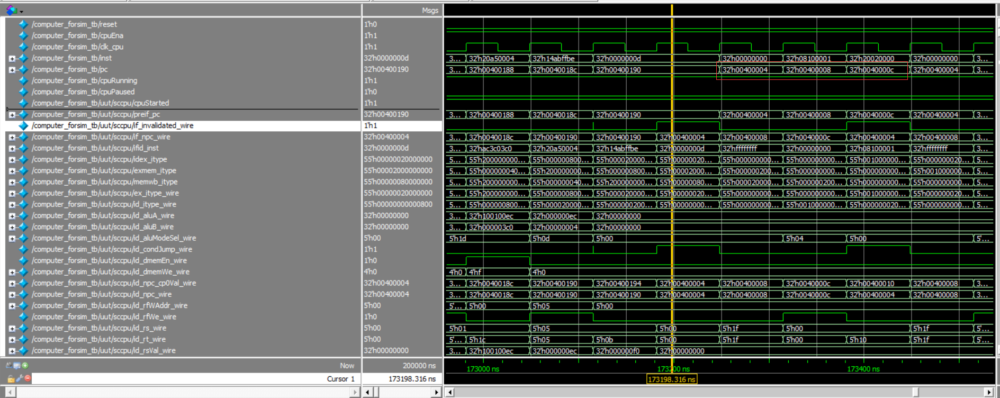 Msgs
/computer_forsim_tb/reset 1'h0
/computer_forsim_tb/cpuEna 1'h1
/computer_forsim_tb/clk_cpu 1'h1
/computer_forsim_tb/inst 32'h0000000d 3... 32'h20a50004 32'h14abffbe 32'h0000000d 32'h00000000 32'h08100001 32'h20020000 32'h00000000 3...
/computer_forsim_tb/pc 32'h00400190 3... 32'h00400188 32'h0040018c 32'h00400190 32'h00400004 32'h00400008 32'h0040000c 32'h00400004 3...
/computer_forsim_tb/cpuRunning 1'h1
/computer_forsim_tb/cpuPaused 1'h0
/computer_forsim_tb/uut/sccpu/cpuStarted 1'h1
/computer_forsim_tb/uut/sccpu/preif_pc 32'h00400190 3... 32'h00400188 32'h0040018c 32'h00400190 32'h00400004 32'h00400008 32'h0040000c 32'h00400004 3...
/computer_forsim_tb/uut/sccpu/if_invalidated_wire 1'h1
/computer_forsim_tb/uut/sccpu/if_npc_wire 32'h00400004 3... 32'h0040018c 32'h00400190 32'h00400190 32'h00400004 32'h00400008 32'h0040000c 32'h00400004 32'h00400008 3...
/computer_forsim_tb/uut/sccpu/ifid_inst 32'h0000000d 3... 32'hac3c03c0 32'h20a50004 32'h14abffbe 32'h0000000d 32'hffffffff 32'h00000000 32'h08100001 32'hffffffff 3...
/computer_forsim_tb/uut/sccpu/idex_itype 55'h00000020000000 5... 55'h200000000... 55'h000000800... 55'h000020000... 55'h00000020... 55'h000000000... 55'h000000000... 55'h001000000... 55'h000000020... 5...
/computer_forsim_tb/uut/sccpu/exmem_itype 55'h00002000000000 5... 55'h000000040... 55'h200000000... 55'h000000800... 55'h00002000... 55'h000000200... 55'h000000000... 55'h000000000... 55'h001000000... 5...
/computer_forsim_tb/uut/sccpu/memwb_itype 55'h00000080000000 5... 55'h200000000... 55'h000000040... 55'h200000000... 55'h00000080... 55'h000020000... 55'h000000200... 55'h000000000... 55'h000000000... 5...
/computer_forsim_tb/uut/sccpu/ex_itype_wire 55'h00000020000000 5... 55'h200000000... 55'h000000800... 55'h000020000... 55'h00000020... 55'h000000000... 55'h000000000... 55'h001000000... 55'h000000020... 5...
/computer_forsim_tb/uut/sccpu/id_itype_wire 55'h00000000000800 5... 55'h000000800... 55'h000020000... 55'h000000200... 55'h00000000... 55'h000000000... 55'h001000000... 55'h000000020... 55'h000000000... 5...
/computer_forsim_tb/uut/sccpu/id_aluA_wire 32'h00000000 3... 32'h100100ec 32'h000000ec 32'h00000000
/computer_forsim_tb/uut/sccpu/id_aluB_wire 32'h00000000 3... 32'h000003c0 32'h00000004 32'h00000000
/computer_forsim_tb/uut/sccpu/id_aluModeSel_wire 5'h00 5'h1d 5'h0d 5'h00 5'h04 5'h00 5'...
/computer_forsim_tb/uut/sccpu/id_condJump_wire 1'h1
/computer_forsim_tb/uut/sccpu/id_dmemEn_wire 1'h0
/computer_forsim_tb/uut/sccpu/id_dmemWe_wire 4'h0 4'h0 4'hf 4'h0
/computer_forsim_tb/uut/sccpu/id_npc_cp0Val_wire 32'h00400004 3... 32'h0040018c 32'h00400190 32'h00400194 32'h00400004 32'h00400008 32'h0040000c 32'h00400010 32'h00400008 3...
/computer_forsim_tb/uut/sccpu/id_npc_wire 32'h00400004 3... 32'h0040018c 32'h00400190 32'h00400190 32'h00400004 32'h00400008 32'h0040000c 32'h00400004 32'h00400008 3...
/computer_forsim_tb/uut/sccpu/id_rfWAddr_wire 5'h00 5'... 5'h00 5'h05 5'h00
/computer_forsim_tb/uut/sccpu/id_rfWe_wire 1'h0
/computer_forsim_tb/uut/sccpu/id_rs_wire 5'h00 5'h01 5'h05 5'h00 5'h1f 5'h00 5'h1f
/computer_forsim_tb/uut/sccpu/id_rt_wire 5'h00 5'... 5'h1c 5'h05 5'h0b 5'h00 5'h1f 5'h00 5'h10 5'h1f 5'...
/computer_forsim_tb/uut/sccpu/id_rsVal_wire 32'h00000000 3... 32'h100100ec 32'h000000ec 32'h000000f0 32'h00000000
Now 200000 ns 173000 ns 173200 ns 173400 ns
Cursor 1 173198.316 ns 173198.316 ns